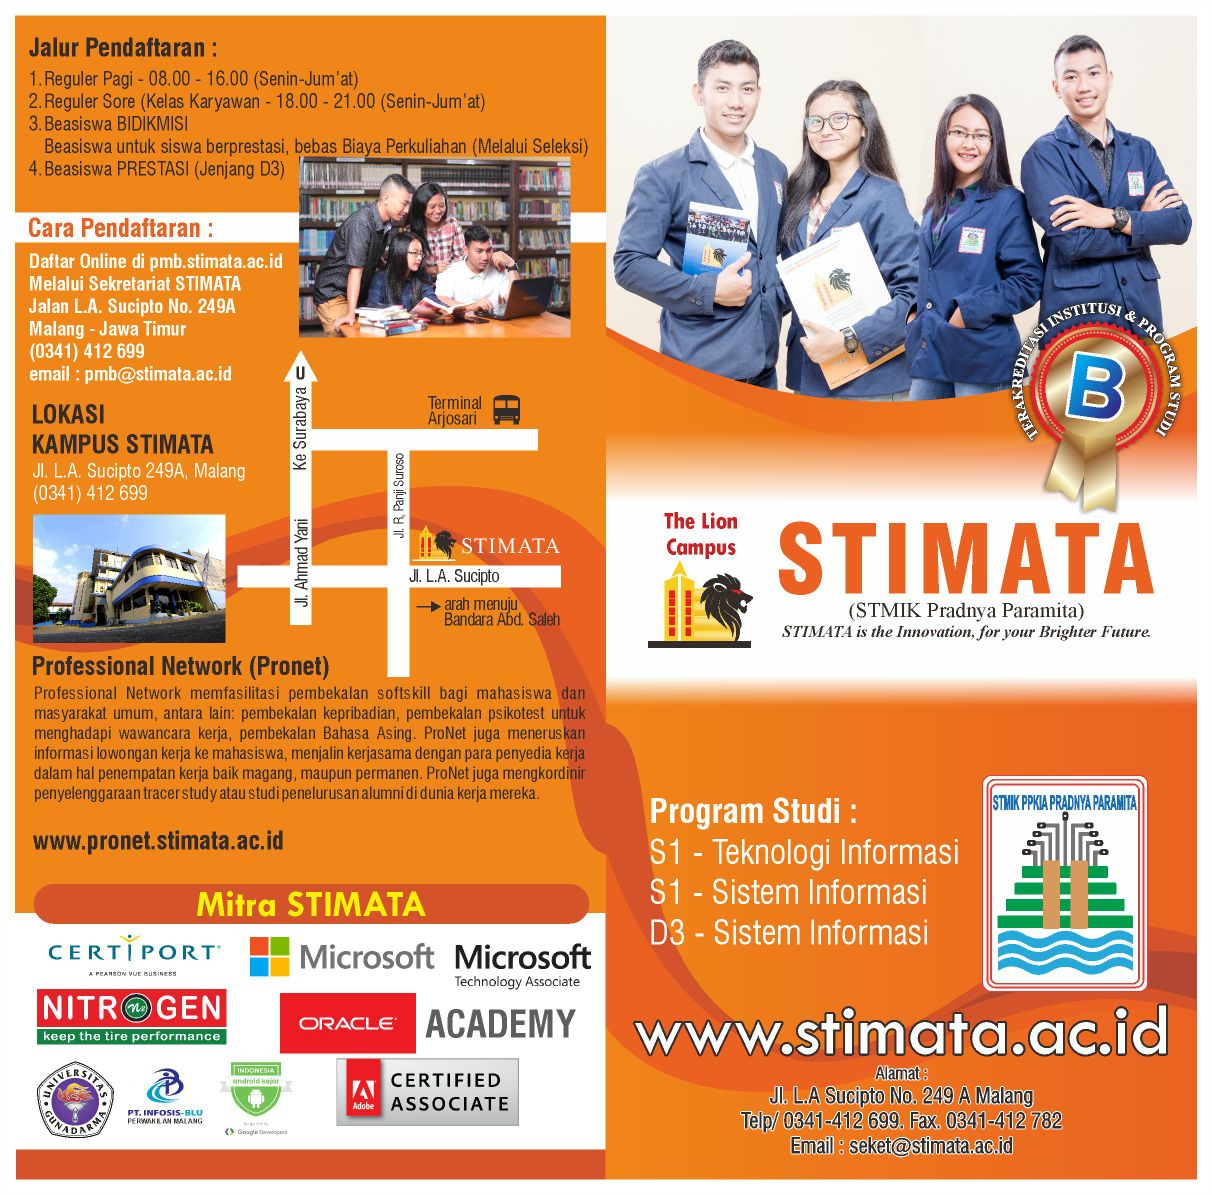 Jalur Pendaftaran :
1. Reguler Pagi - 08.00 - 16.00 (Senin-Jum'at)
2. Reguler Sore (Kelas Karyawan - 18.00 - 21.00 (Senin-Jum'at)
3. Beasiswa BIDIKMISI
Beasiswa untuk siswa berprestasi, bebas Biaya Perkuliahan (Melalui Seleksi)
4. Beasiswa PRESTASI (Jenjang D3)
Cara Pendaftaran :
Daftar Online di pmb.stimata.ac.id
Melalui Sekretariat STIMATA
Jalan L.A. Sucipto No. 249A
Malang - Jawa Timur
(0341) 412 699
email : pmb@stimata.ac.id
LOKASI
KAMPUS STIMATA
Jl. L.A. Sucipto 249A, Malang
(0341) 412 699
U
Ke Surabaya
Jl. Ahmad Yani
Terminal
Arjosari
Jl. R, Panji Suroso
STIMATA
Jl. L.A. Sucipto
arah menuju
Bandara Abd. Saleh
Professional Network (Pronet)
Professional Network memfasilitasi pembekalan softskill bagi mahasiswa dan
masyarakat umum, antara lain: pembekalan kepribadian, pembekalan psikotest untuk
menghadapi wawancara kerja, pembekalan Bahasa Asing. ProNet juga meneruskan
informasi lowongan kerja ke mahasiswa, menjalin kerjasama dengan para penyedia kerja
dalam hal penempatan kerja baik magang, maupun permanen. ProNet juga mengkordinir
penyelenggaraan tracer study atau studi penelurusan alumni di dunia kerja mereka.
www.pronet.stimata.ac.id
Mitra STIMATA
CERTIPORT
A PEARSON VUE BUSINESS
Microsoft
Microsoft
Technology Associate
NITROGEN
N2
keep the tire performance
ORACLE
ACADEMY
UNIVERSITAS
GUNADARMA
PT. INFOSIS-BLU
PERWAKILAN MALANG
INDONESIA
android kejar
Google Developers
Adobe
CERTIFIED
ASSOCIATE
TERAKREDITASI INSTITUSI & PROGRAM STUDI
B
The Lion
Campus
STIMATA
(STMIK Pradnya Paramita)
STIMATA is the Innovation, for your Brighter Future.
Program Studi :
S1 - Teknologi Informasi
S1 - Sistem Informasi
D3 - Sistem Informasi
STMIK PPKIA PRADNYA PARAMITA
www.stimata.ac.id
Alamat :
Jl. L.A Sucipto No. 249 A Malang
Telp/ 0341-412 699. Fax. 0341-412 782
Email : seket@stimata.ac.id